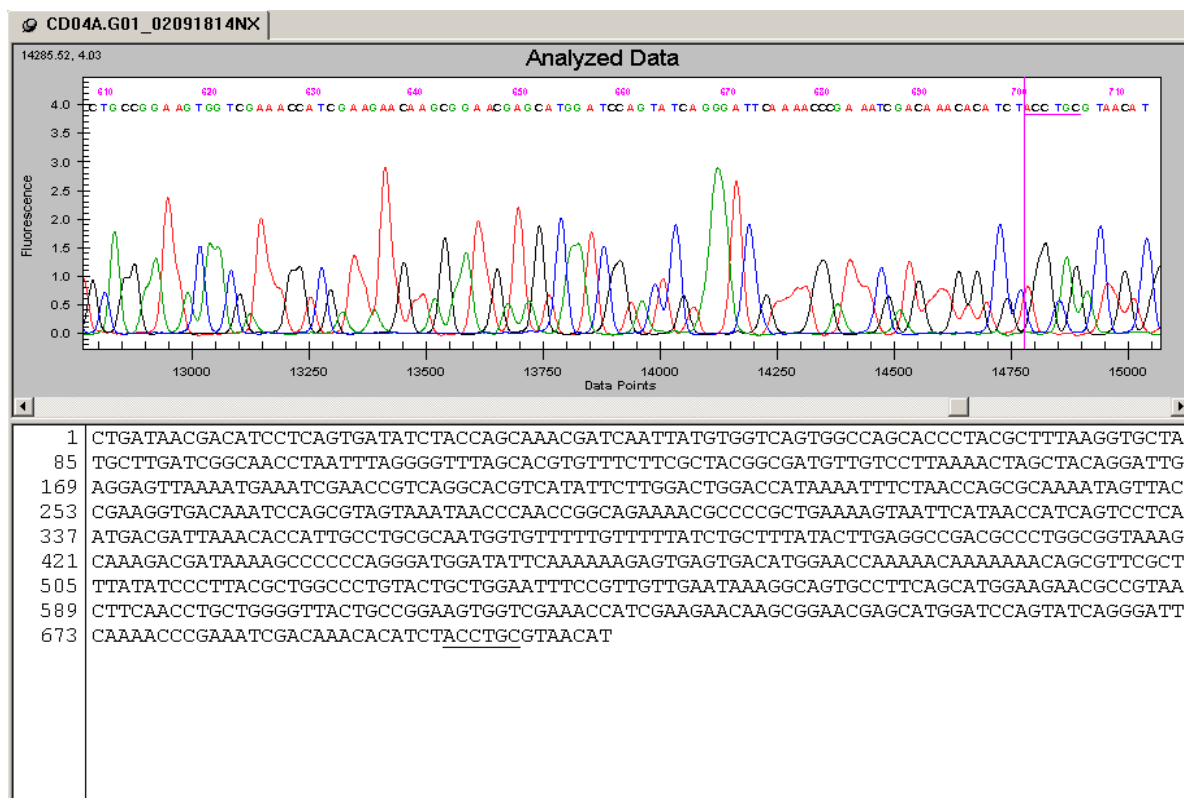 CD04A.G01_02091814NX
14285.52, 4.03
Analyzed Data
610 620 630 640 650 660 670 680 690 700 710
CTGCCGGAAGTGGTCGAAACCATCGAAGAACAAGCGGAACGAGCATGGATCCAGTATCAGGGATTCAAAACCCGAAATCGACAAACACATCTACCTGCGTAACAT
4.0
3.5
3.0
2.5
2.0
1.5
1.0
0.5
0.0
Fluorescence
13000 13250 13500 13750 14000 14250 14500 14750 15000
Data Points
1 CTGATAACGACATCCTCAGTGATATCTACCAGCAAACGATCAATTATGTGGTCAGTGGCCAGCACCCTACGCTTTAAGGTGCTA
85 TGCTTGATCGGCAACCTAATTTAGGGGTTTAGCACGTGTTTCTTCGCTACGGCGATGTTGTCCTTAAAACTAGCTACAGGATTG
169 AGGAGTTAAAATGAAATCGAACCGTCAGGCACGTCATATTCTTGGACTGGACCATAAAATTTCTAACCAGCGCAAAATAGTTAC
253 CGAAGGTGACAAATCCAGCGTAGTAAATAACCCAACCGGCAGAAAACGCCCCGCTGAAAAGTAATTCATAACCATCAGTCCTCA
337 ATGACGATTAAACACCATTGCCTGCGCAATGGTGTTTTTGTTTTTATCTGCTTTATACTTGAGGCCGACGCCCTGGCGGTAAAG
421 CAAAGACGATAAAAGCCCCCCAGGGATGGATATTCAAAAAAGAGTGAGTGACATGGAACCAAAAACAAAAAACAGCGTTCGCT
505 TTATATCCCTTACGCTGGCCCTGTACTGCTGGAATTTCCGTTGTTGAATAAAGGCAGTGCCTTCAGCATGGAAGAACGCCGTAA
589 CTTCAACCTGCTGGGGTTACTGCCGGAAGTGGTCGAAACCATCGAAGAACAAGCGGAACGAGCATGGATCCAGTATCAGGGATT
673 CAAAACCCGAAATCGACAAACACATCTACCTGCGTAACAT